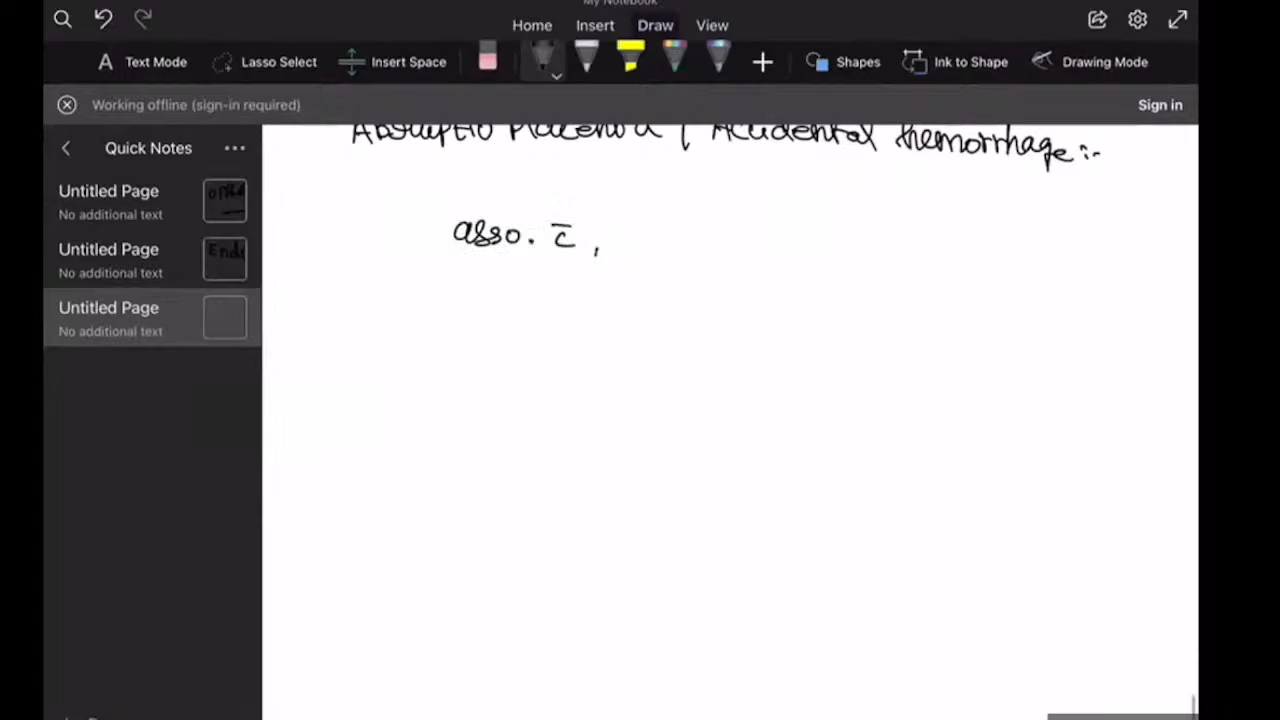 My Notebook
Home Insert Draw View
Text Mode Lasso Select Insert Space Shapes Ink to Shape Drawing Mode
Working offline (sign-in required) Sign in
Quick Notes
Untitled Page
No additional text
Untitled Page
No additional text
Untitled Page
No additional text
Abruptio Placenta / Accidental Hemorrhage :-
asso. c̄ ,